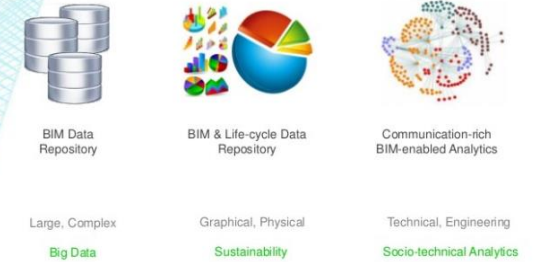 BIM Data
Repository
BIM & Life-cycle Data
Repository
Communication-rich
BIM-enabled Analytics
Large, Complex
Graphical, Physical
Technical, Engineering
Big Data
Sustainability
Socio-technical Analytics